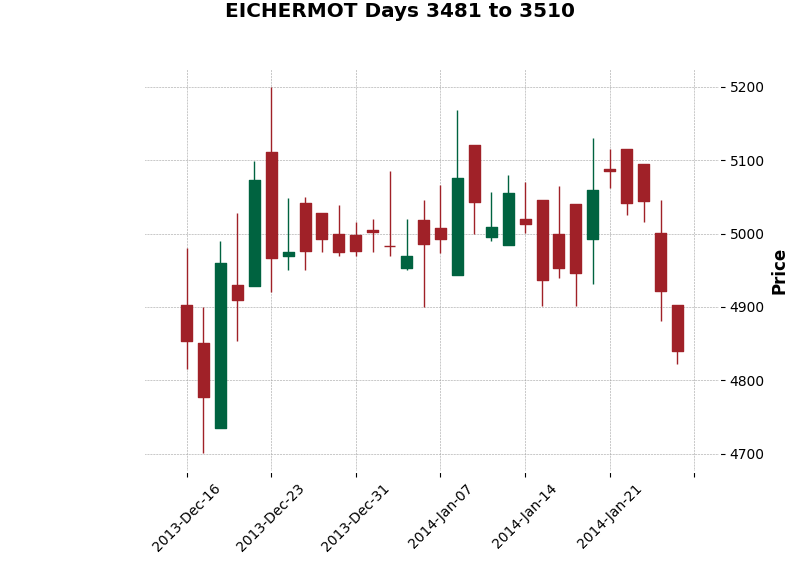 EICHERMOT Days 3481 to 3510
5200
5100
5000
4900
4800
4700
Price
2013-Dec-16
2013-Dec-23
2013-Dec-31
2014-Jan-07
2014-Jan-14
2014-Jan-21